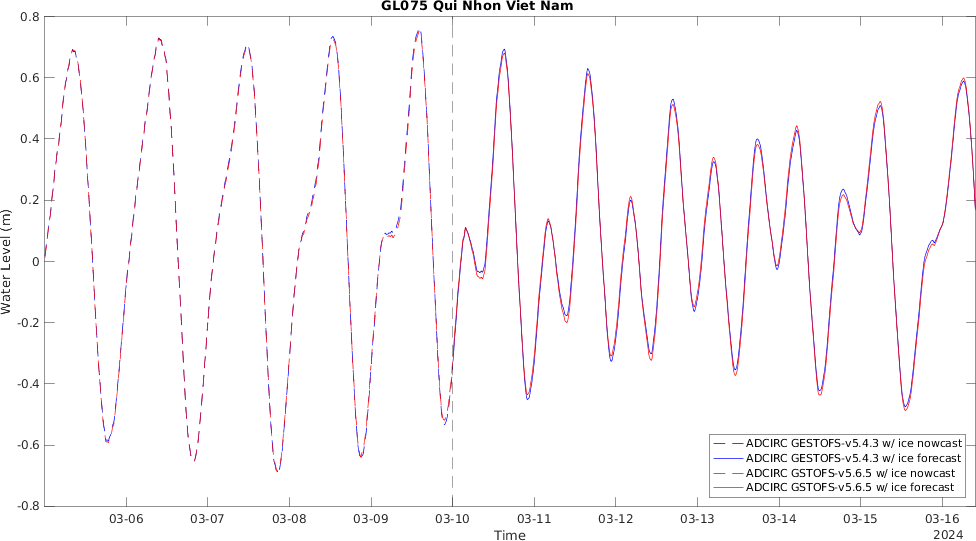 GL075 Qui Nhon Viet Nam
0.8
0.6
0.4
0.2
0
-0.2
-0.4
-0.6
-0.8
Water Level (m)
03-06 03-07 03-08 03-09 03-10 03-11 03-12 03-13 03-14 03-15 03-16
Time
2024
ADCIRC GESTOFS-v5.4.3 w/ ice nowcast
ADCIRC GESTOFS-v5.4.3 w/ ice forecast
ADCIRC GSTOFS-v5.6.5 w/ ice nowcast
ADCIRC GSTOFS-v5.6.5 w/ ice forecast